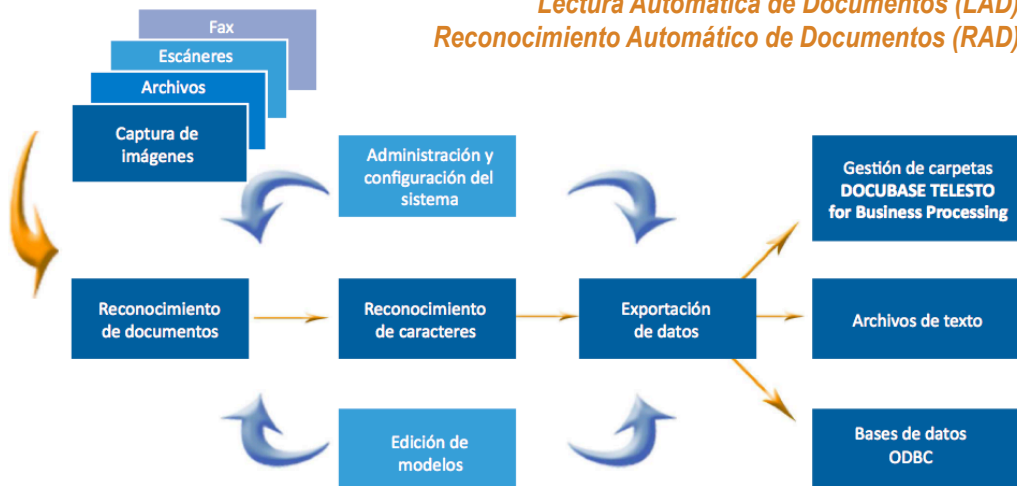 Lectura Automática de Documentos (LAD)
Reconocimiento Automático de Documentos (RAD)
Fax
Escáneres
Archivos
Captura de
imágenes
Administración y
configuración del
sistema
Gestión de carpetas
DOCUBASE TELESTO
for Business Processing
Reconocimiento
de documentos
Reconocimiento
de caracteres
Exportación
de datos
Archivos de texto
Edición de
modelos
Bases de datos
ODBC